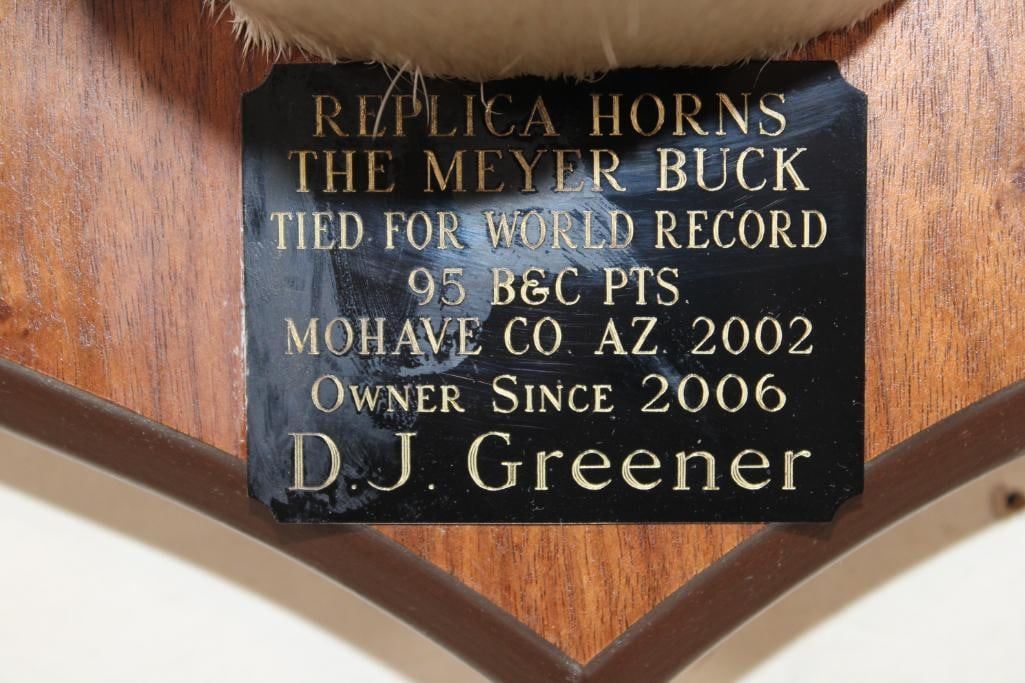 REPLICA HORNS
THE MEYER BUCK
TIED FOR WORLD RECORD
95 B&C PTS.
MOHAVE CO. AZ 2002
OWNER SINCE 2006
D.J. Greener